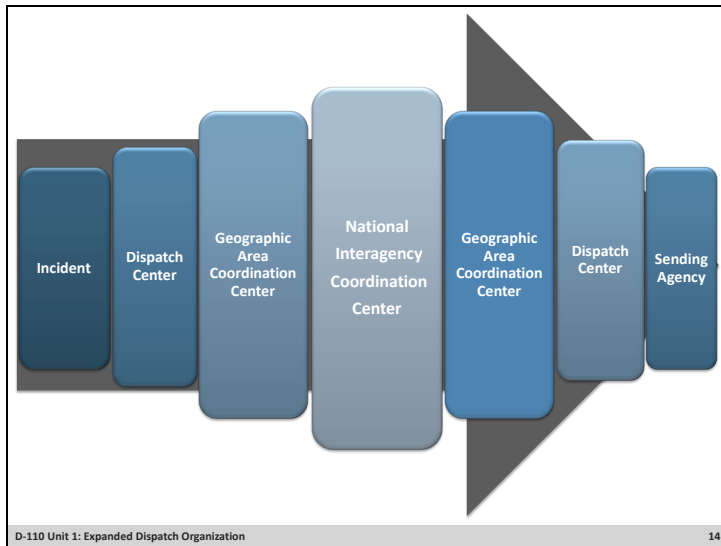 Incident
Dispatch
Center
Geographic
Area
Coordination
Center
National
Interagency
Coordination
Center
Geographic
Area
Coordination
Center
Dispatch
Center
Sending
Agency
D-110 Unit 1: Expanded Dispatch Organization
14